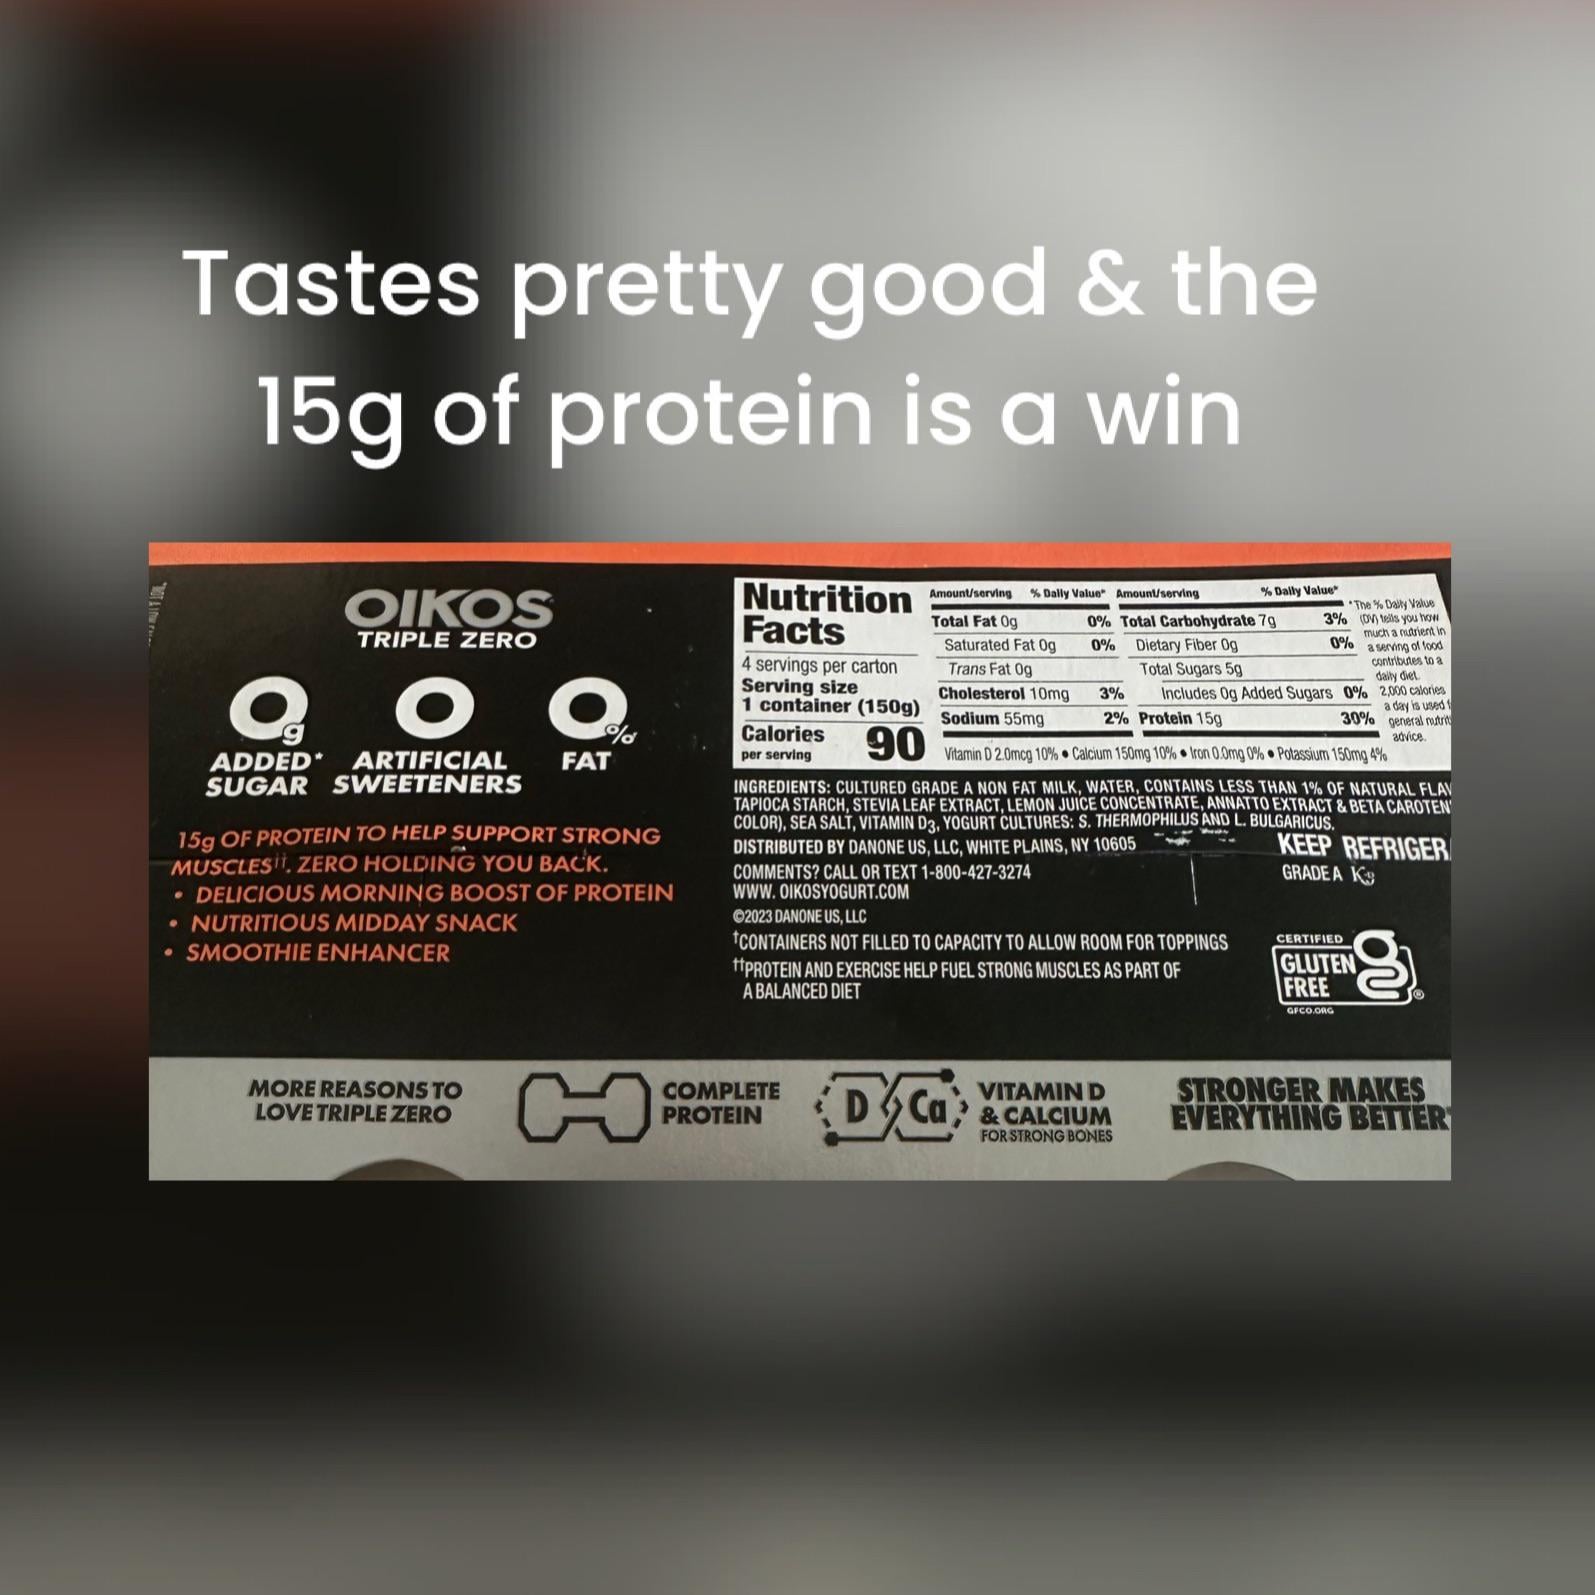 Tastes pretty good & the
15g of protein is a win
OIKOS
TRIPLE ZERO
0g
ADDED*
SUGAR
0
ARTIFICIAL
SWEETENERS
0%
FAT
15g OF PROTEIN TO HELP SUPPORT STRONG
MUSCLES††. ZERO HOLDING YOU BACK.
• DELICIOUS MORNING BOOST OF PROTEIN
• NUTRITIOUS MIDDAY SNACK
• SMOOTHIE ENHANCER
Nutrition
Facts
4 servings per carton
Serving size
1 container (150g)
Calories 90
per serving
Amount/serving % Daily Value*
Total Fat 0g 0%
Saturated Fat 0g 0%
Trans Fat 0g
Cholesterol 10mg 3%
Sodium 55mg 2%
Amount/serving % Daily Value*
Total Carbohydrate 7g 3%
Dietary Fiber 0g 0%
Total Sugars 5g
Includes 0g Added Sugars 0%
Protein 15g 30%
Vitamin D 2.0mcg 10% • Calcium 150mg 10% • Iron 0.0mg 0% • Potassium 150mg 4%
*The % Daily Value
(DV) tells you how
much a nutrient in
a serving of food
contributes to a
daily diet.
2,000 calories
a day is used
general
advice.
INGREDIENTS: CULTURED GRADE A NON FAT MILK, WATER, CONTAINS LESS THAN 1% OF NATURAL
TAPIOCA STARCH, STEVIA LEAF EXTRACT, LEMON JUICE CONCENTRATE, ANNATTO EXTRACT & BETA
COLOR), SEA SALT, VITAMIN D3, YOGURT CULTURES: S. THERMOPHILUS AND L. BULGARICUS.
DISTRIBUTED BY DANONE US, LLC, WHITE PLAINS, NY 10605
COMMENTS? CALL OR TEXT 1-800-427-3274
WWW. OIKOSYOGURT.COM
©2023 DANONE US, LLC
†CONTAINERS NOT FILLED TO CAPACITY TO ALLOW ROOM FOR TOPPINGS
††PROTEIN AND EXERCISE HELP FUEL STRONG MUSCLES AS PART OF
A BALANCED DIET
KEEP REFRIGER
GRADE A
CERTIFIED
GLUTEN
FREE
GFCO.ORG
MORE REASONS TO
LOVE TRIPLE ZERO
COMPLETE
PROTEIN
D Ca
VITAMIN D
& CALCIUM
FOR STRONG BONES
STRONGER MAKES
EVERYTHING BETTER